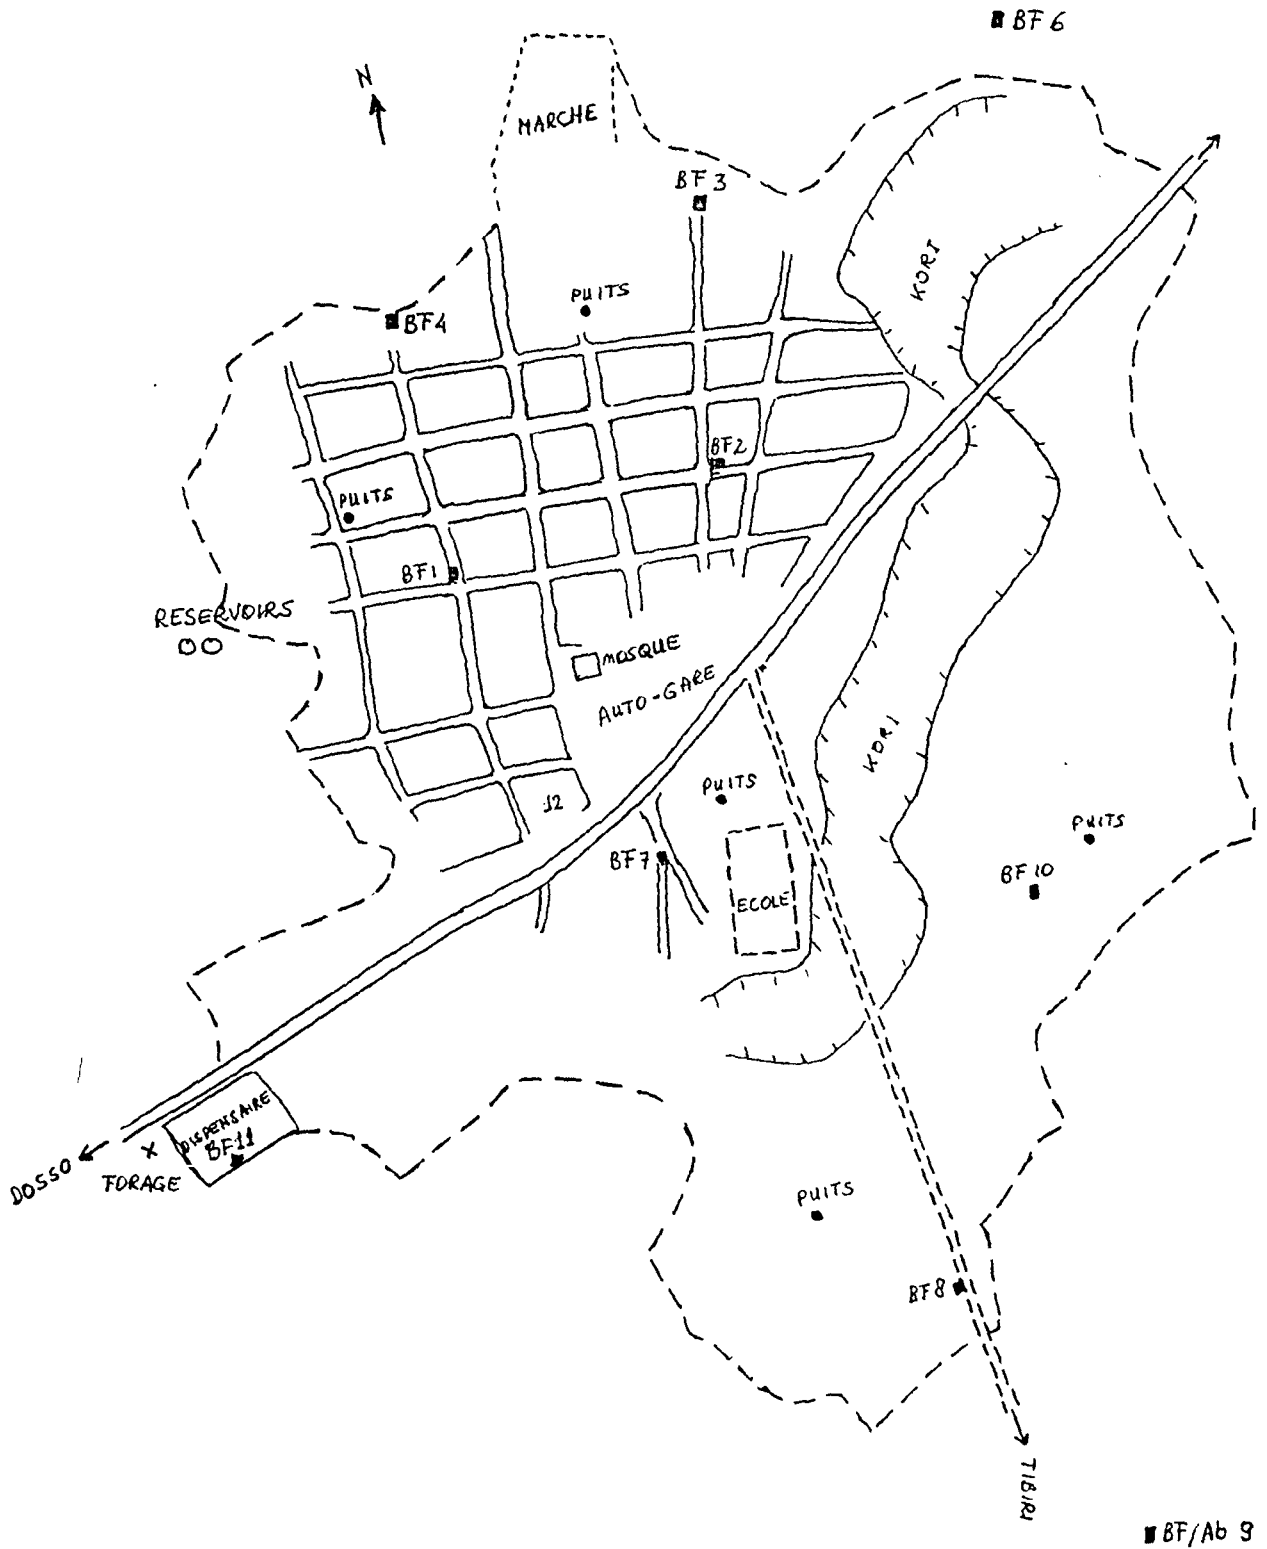 BF 6
N
MARCHE
BF 3
KORI
PUITS
BF4
BF2
PUITS
BF1
RESERVOIRS
MOSQUE
AUTO-GARE
KORI
PUITS
12
PUITS
BF7
BF 10
ECOLE
DISPENSAIRE
BF11
DOSSO
FORAGE
PUITS
BF8
TIBIRI
BF/Ab 9